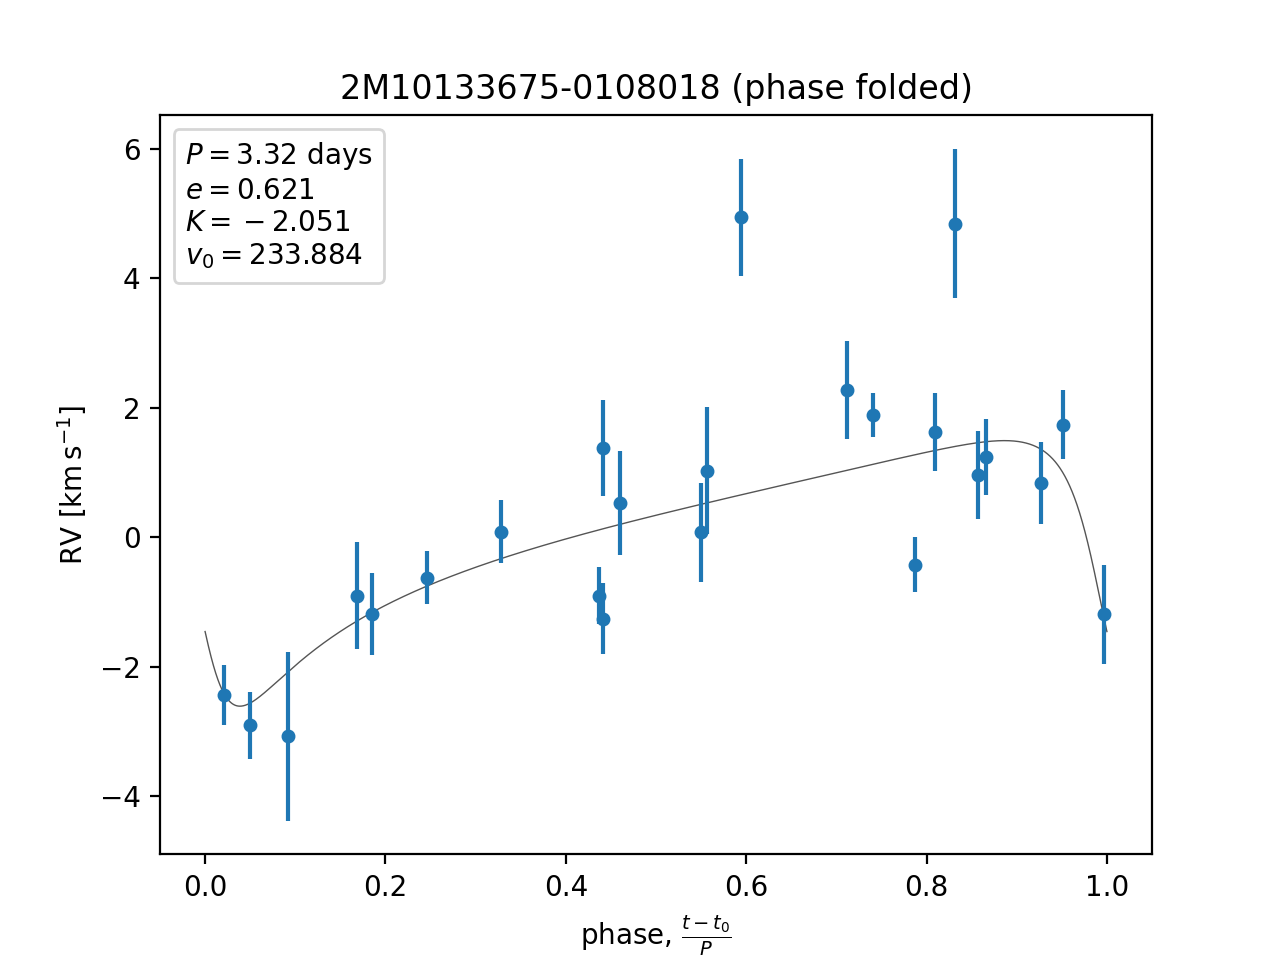 2M10133675-0108018 (phase folded)
P = 3.32 days
e = 0.621
K = −2.051
v₀ = 233.884
RV [km s⁻¹]
6
4
2
0
−2
−4
0.0 0.2 0.4 0.6 0.8 1.0
phase, (t − t₀)/P